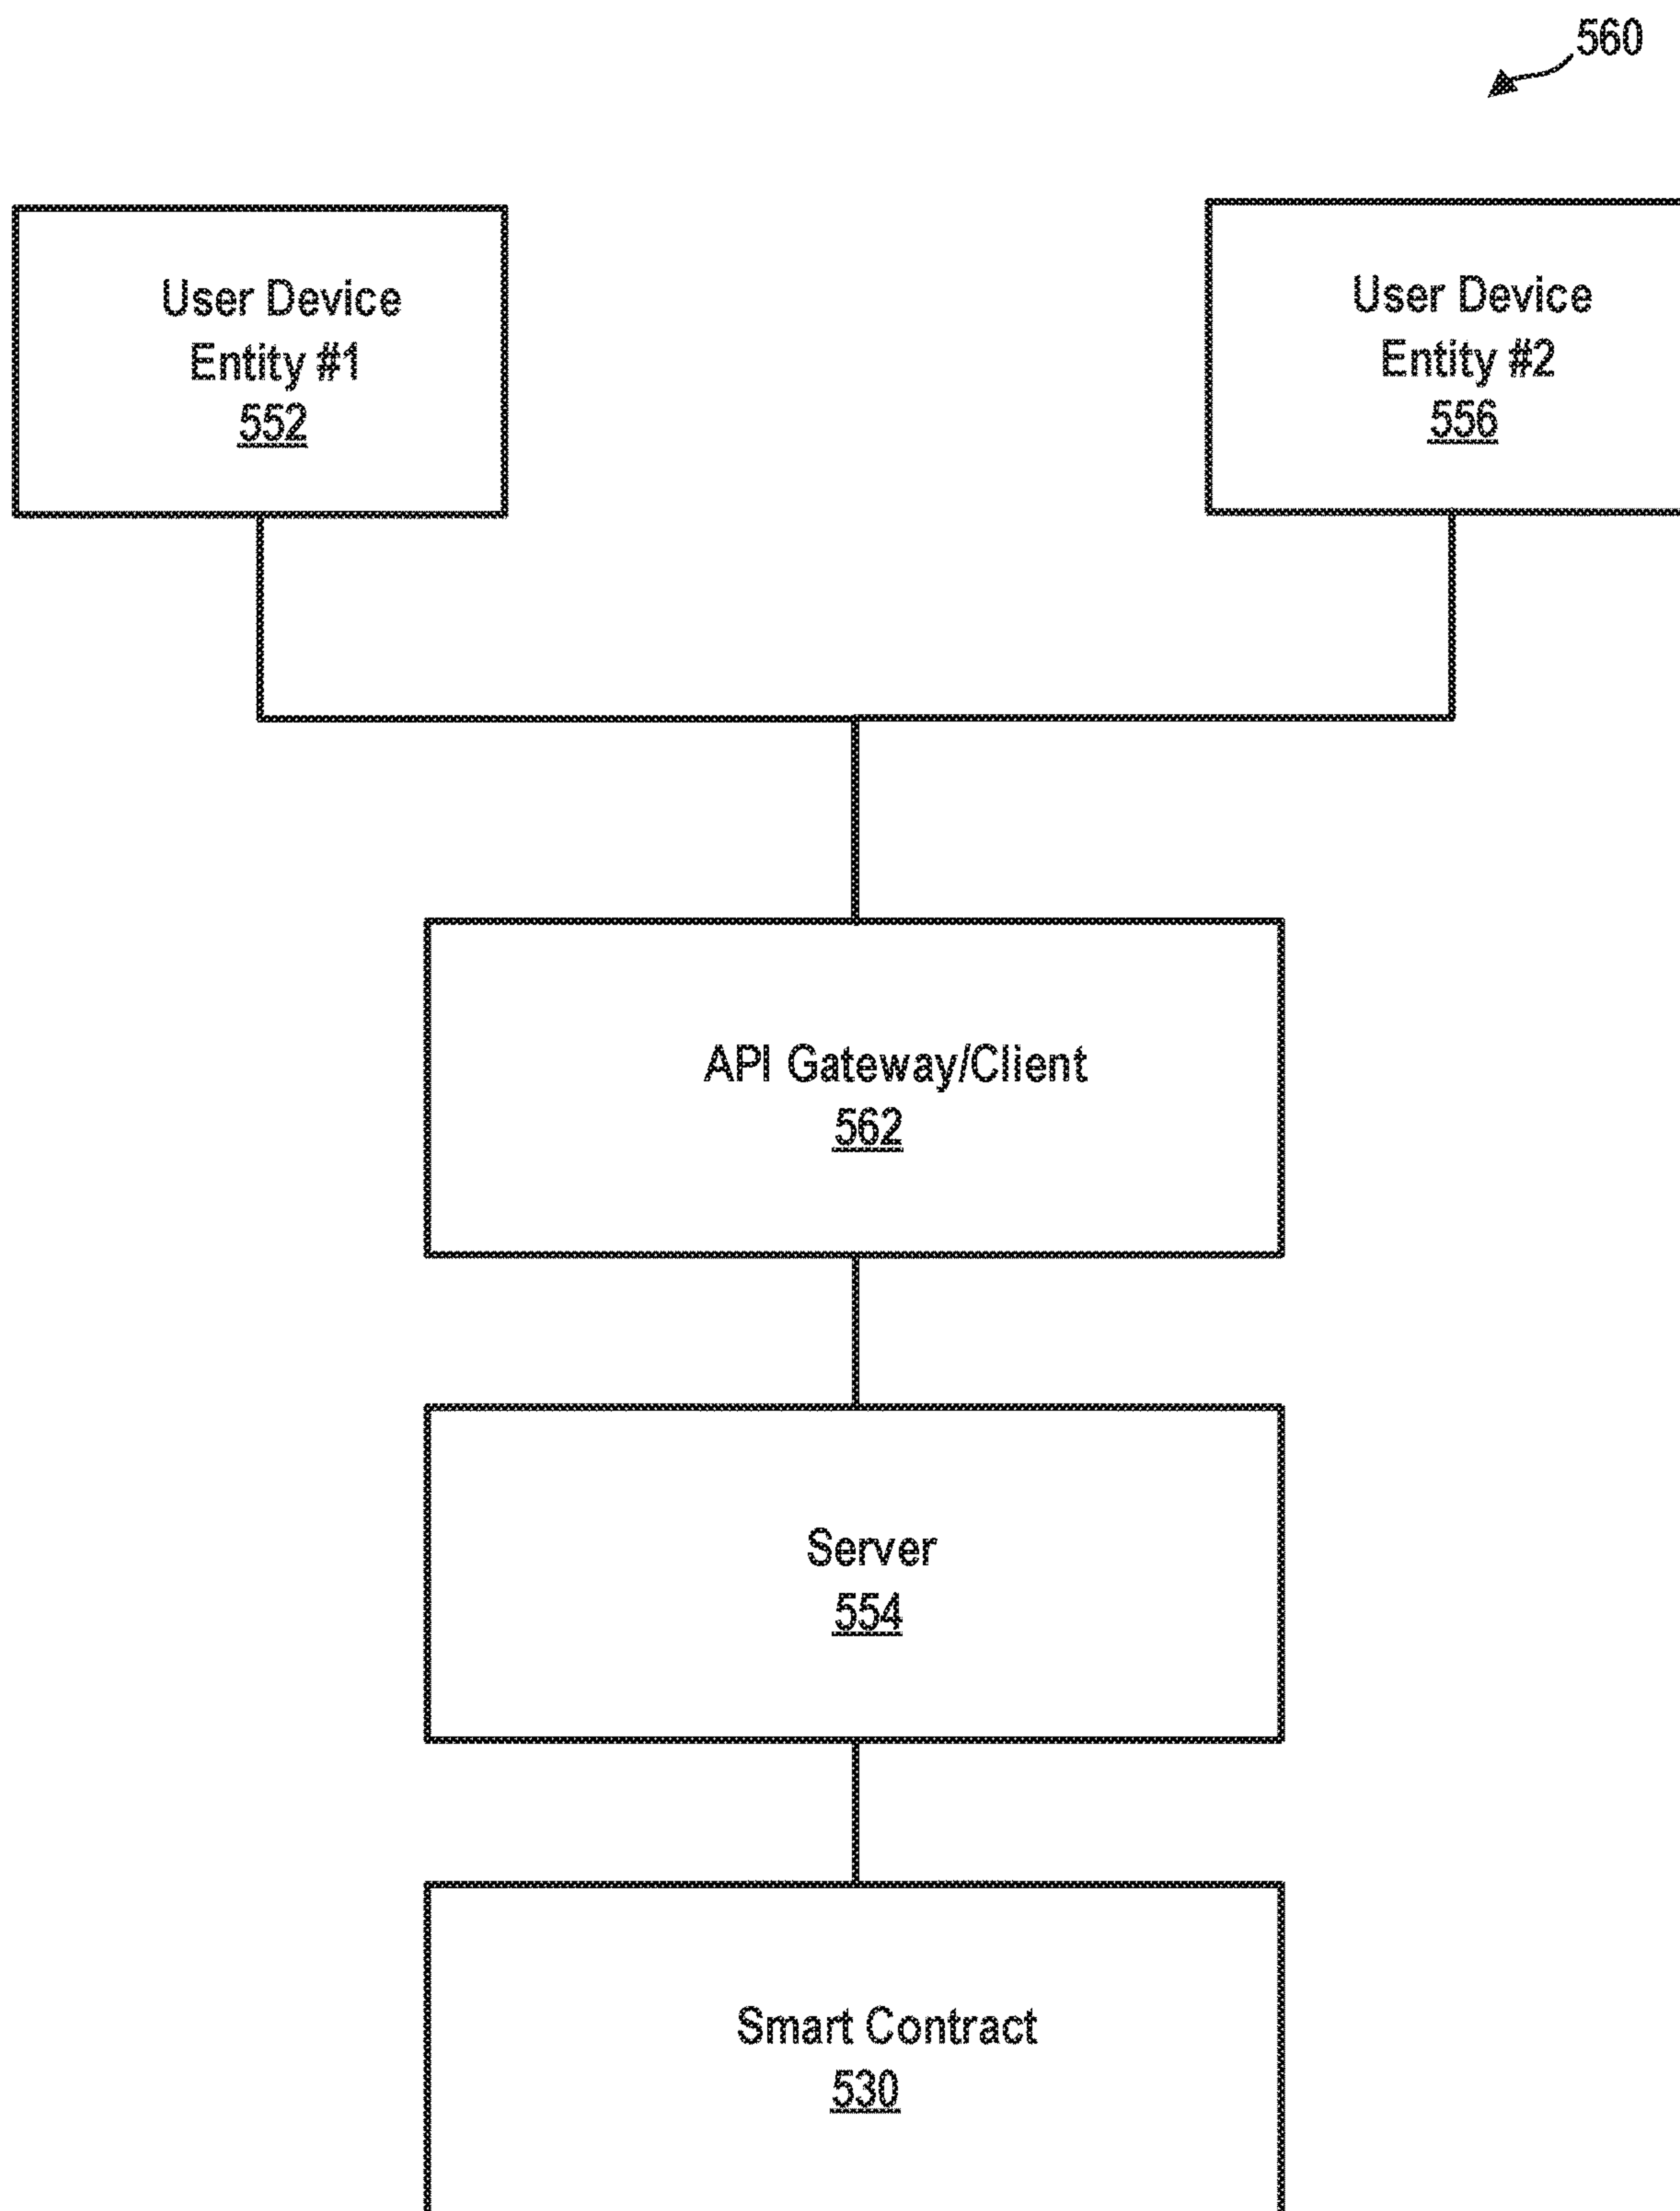 560
User Device
Entity #1
552
User Device
Entity #2
556
API Gateway/Client
562
Server
554
Smart Contract
530